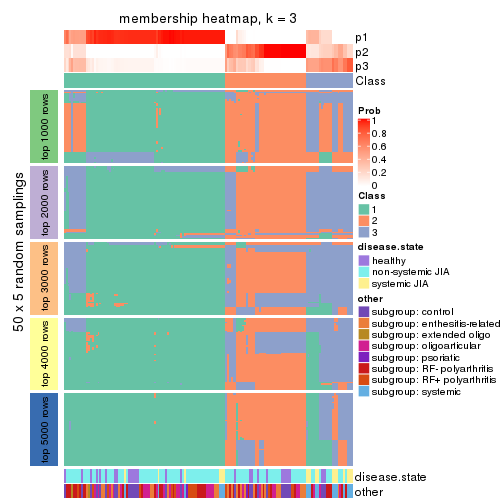 membership heatmap, k = 3
p1
p2
p3
Class
50 x 5 random samplings
top 1000 rows
top 2000 rows
top 3000 rows
top 4000 rows
top 5000 rows
Prob
1
0.8
0.6
0.4
0.2
0
Class
1
2
3
disease.state
healthy
non-systemic JIA
systemic JIA
other
subgroup: control
subgroup: enthesitis-related
subgroup: extended oligo
subgroup: oligoarticular
subgroup: psoriatic
subgroup: RF- polyarthritis
subgroup: RF+ polyarthritis
subgroup: systemic
disease.state
other